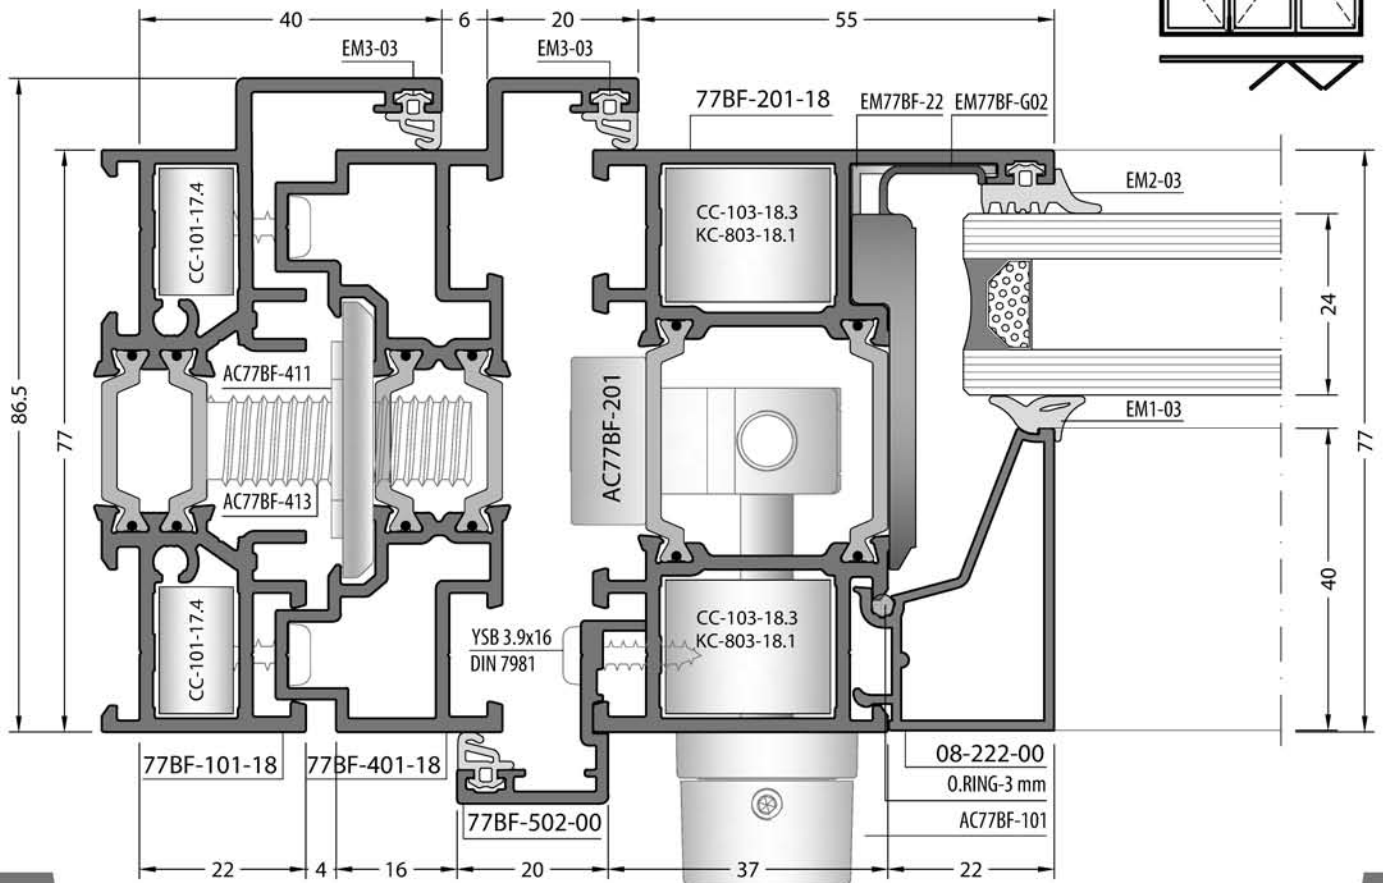 40
6
20
55
EM3-03
EM3-03
77BF-201-18
EM77BF-22
EM77BF-G02
EM2-03
CC-101-17.4
CC-103-18.3
KC-803-18.1
24
86.5
77
AC77BF-411
AC77BF-201
EM1-03
77
AC77BF-413
40
CC-101-17.4
YSB 3.9x16
DIN 7981
CC-103-18.3
KC-803-18.1
77BF-101-18
77BF-401-18
08-222-00
O.RING-3 mm
77BF-502-00
AC77BF-101
22
4
16
20
37
22